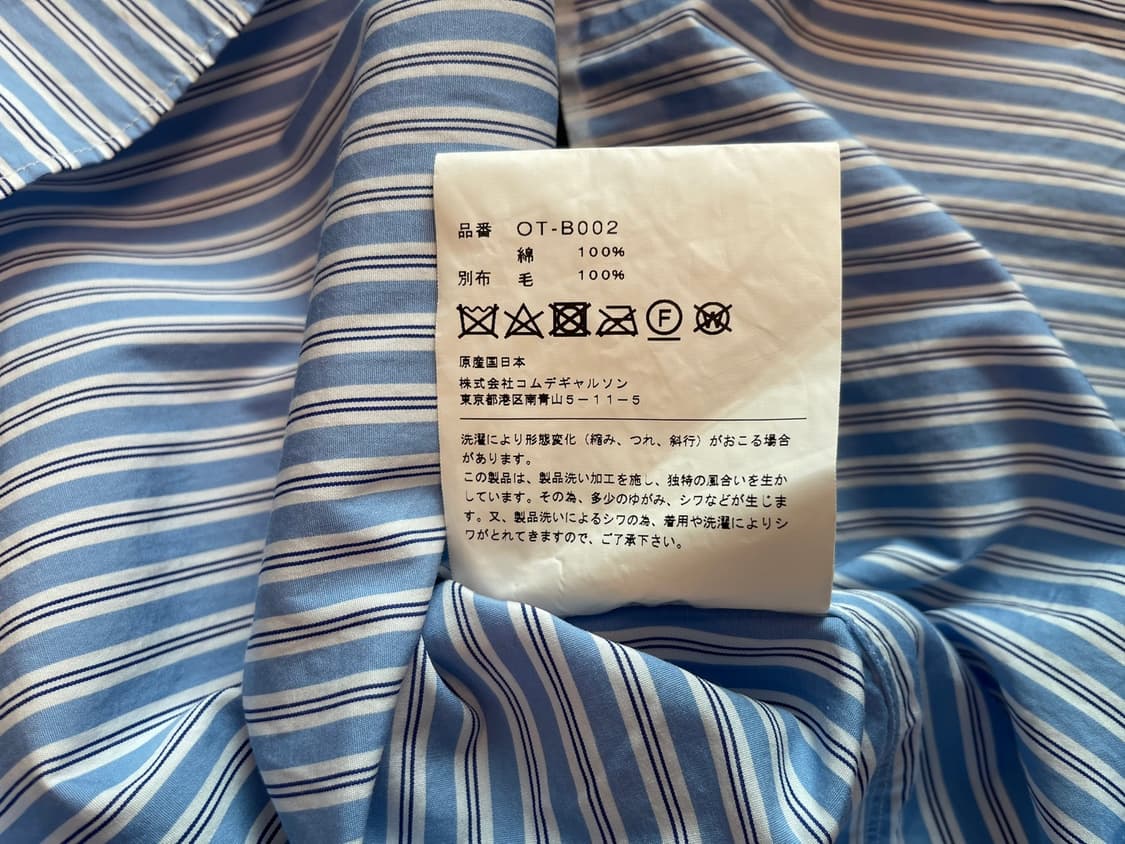 品番 OT-B002
綿 100%
別布 毛 100%
F W
原産国日本
株式会社コムデギャルソン
東京都港区南青山5-11-5
洗濯により形態変化(縮み、つれ、斜行)がおこる場合
があります。
この製品は、製品洗い加工を施し、独特の風合いを生か
しています。その為、多少のゆがみ、シワなどが生じま
す。又、製品洗いによるシワの為、着用や洗濯によりシ
ワがとれてきますので、ご了承下さい。